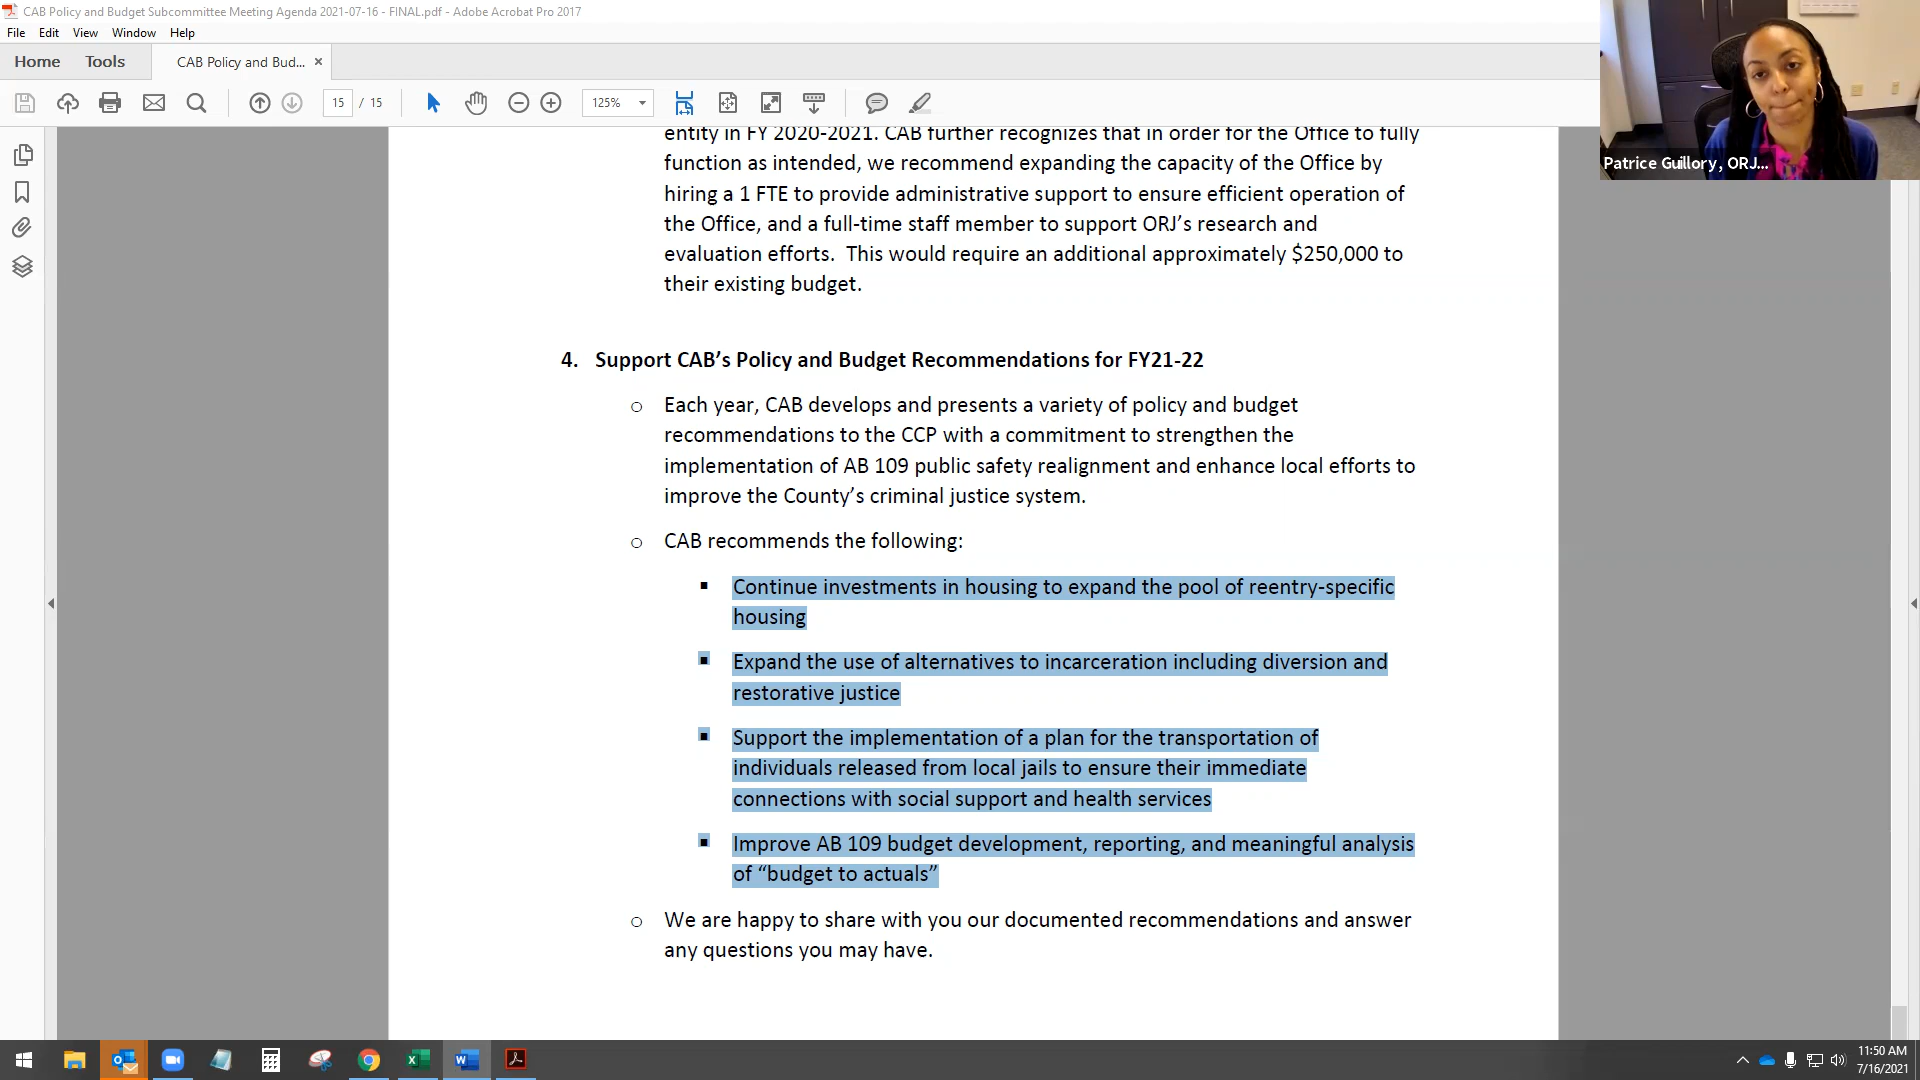 CAB Policy and Budget Subcommittee Meeting Agenda 2021-07-16 - FINAL.pdf - Adobe Acrobat Pro 2017
File Edit View Window Help
Home Tools CAB Policy and Bud... ×
15 / 15 125%
Patrice Guillory, ORJ...
entity in FY 2020-2021. CAB further recognizes that in order for the Office to fully
function as intended, we recommend expanding the capacity of the Office by
hiring a 1 FTE to provide administrative support to ensure efficient operation of
the Office, and a full-time staff member to support ORJ’s research and
evaluation efforts.  This would require an additional approximately $250,000 to
their existing budget.
4. Support CAB’s Policy and Budget Recommendations for FY21-22
o Each year, CAB develops and presents a variety of policy and budget
recommendations to the CCP with a commitment to strengthen the
implementation of AB 109 public safety realignment and enhance local efforts to
improve the County’s criminal justice system.
o CAB recommends the following:
▪ Continue investments in housing to expand the pool of reentry-specific
housing
▪ Expand the use of alternatives to incarceration including diversion and
restorative justice
▪ Support the implementation of a plan for the transportation of
individuals released from local jails to ensure their immediate
connections with social support and health services
▪ Improve AB 109 budget development, reporting, and meaningful analysis
of “budget to actuals”
o We are happy to share with you our documented recommendations and answer
any questions you may have.
11:50 AM
7/16/2021